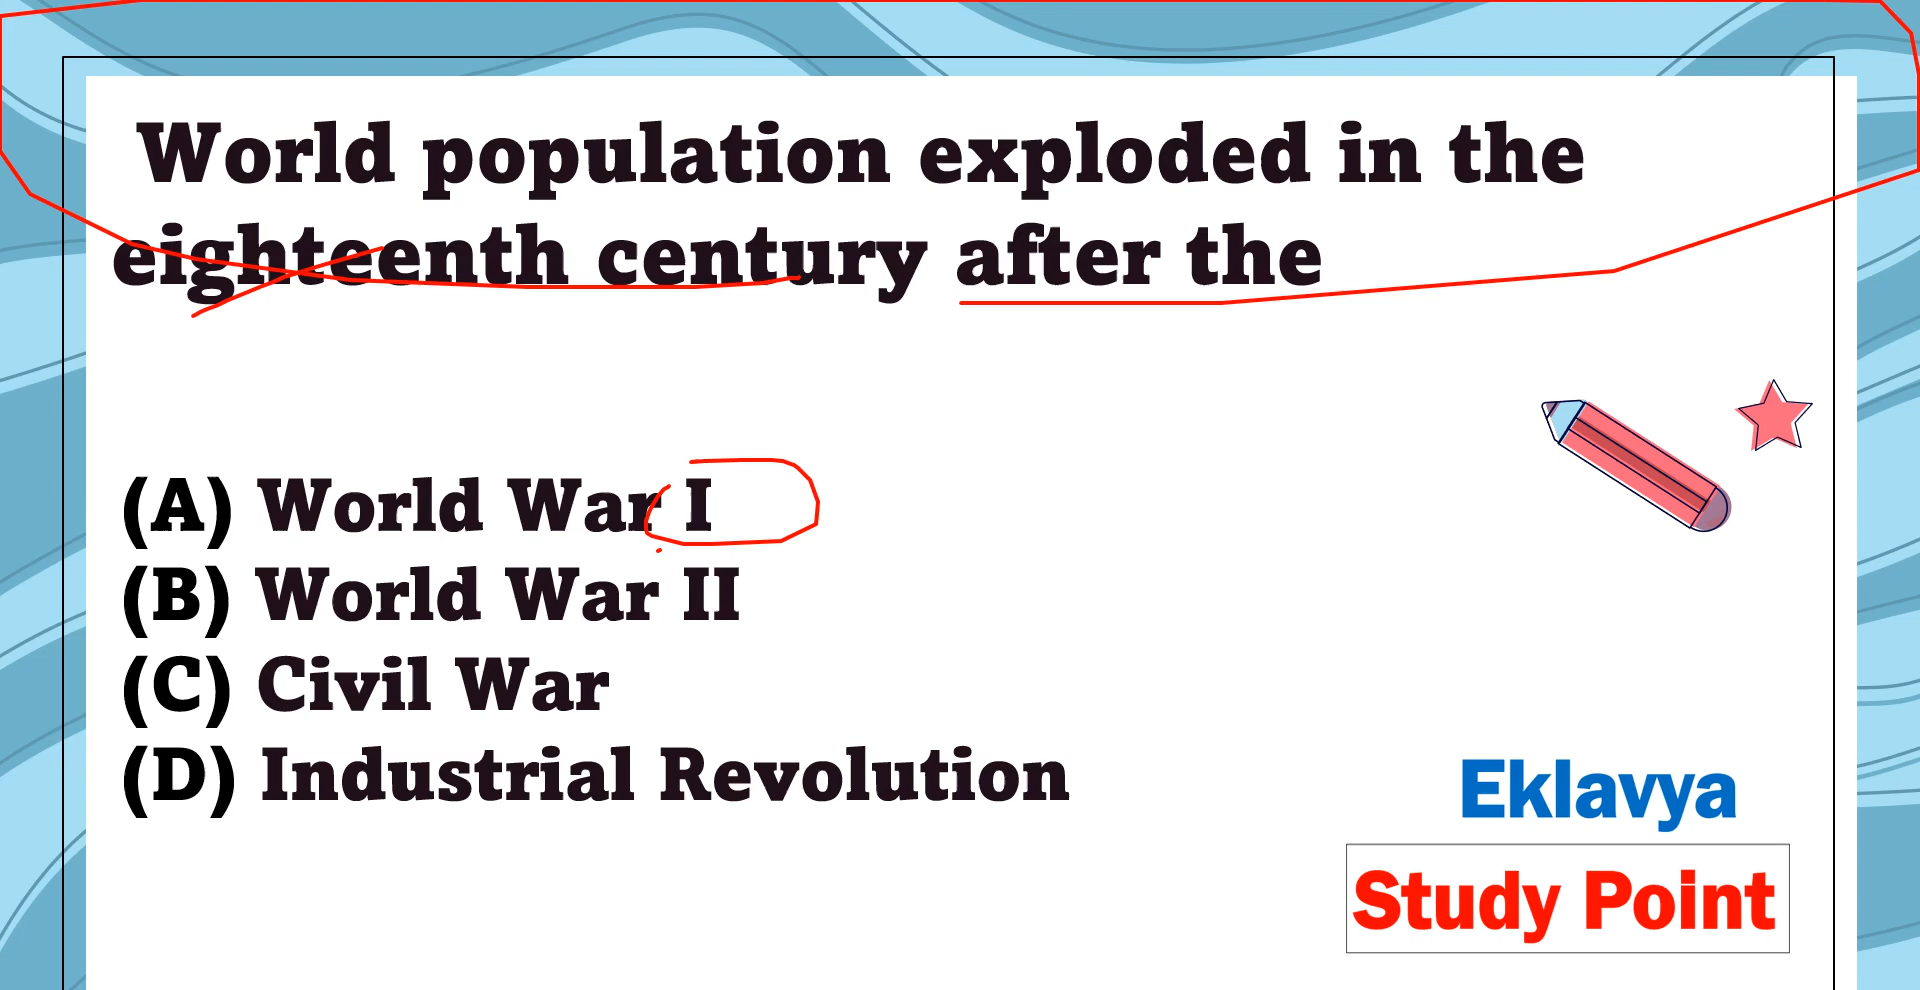 World population exploded in the
eighteenth century after the
(A) World War I
(B) World War II
(C) Civil War
(D) Industrial Revolution
Eklavya
Study Point